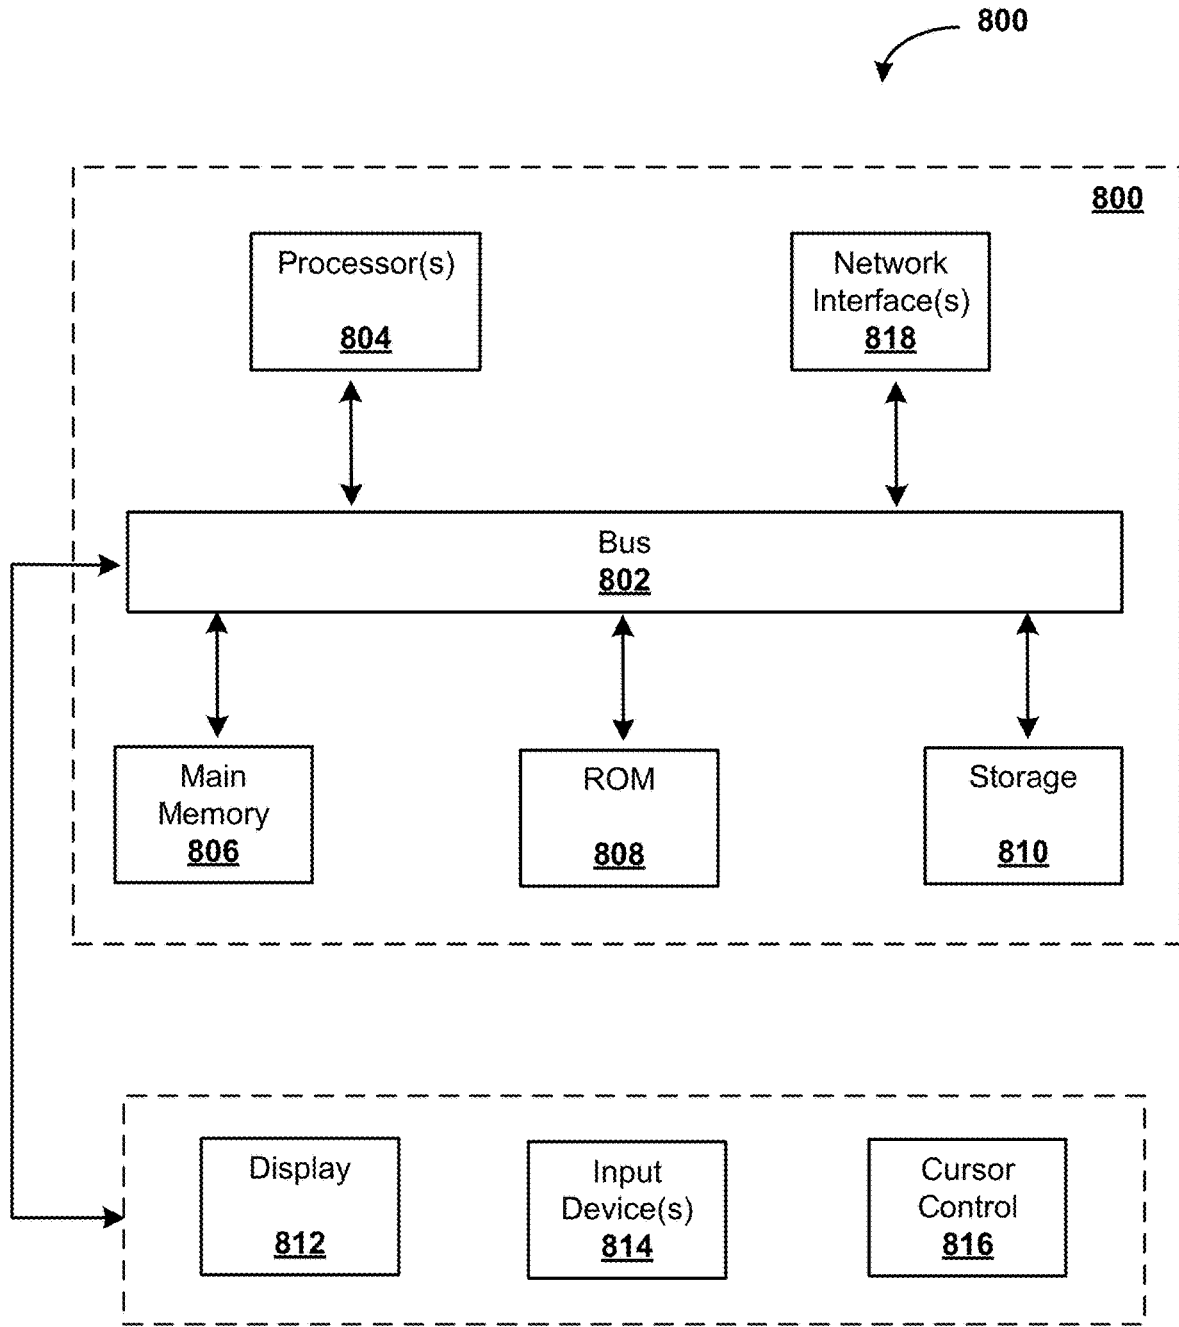 800
800
Processor(s)
804
Network
Interface(s)
818
Bus
802
Main
Memory
806
ROM
808
Storage
810
Display
812
Input
Device(s)
814
Cursor
Control
816